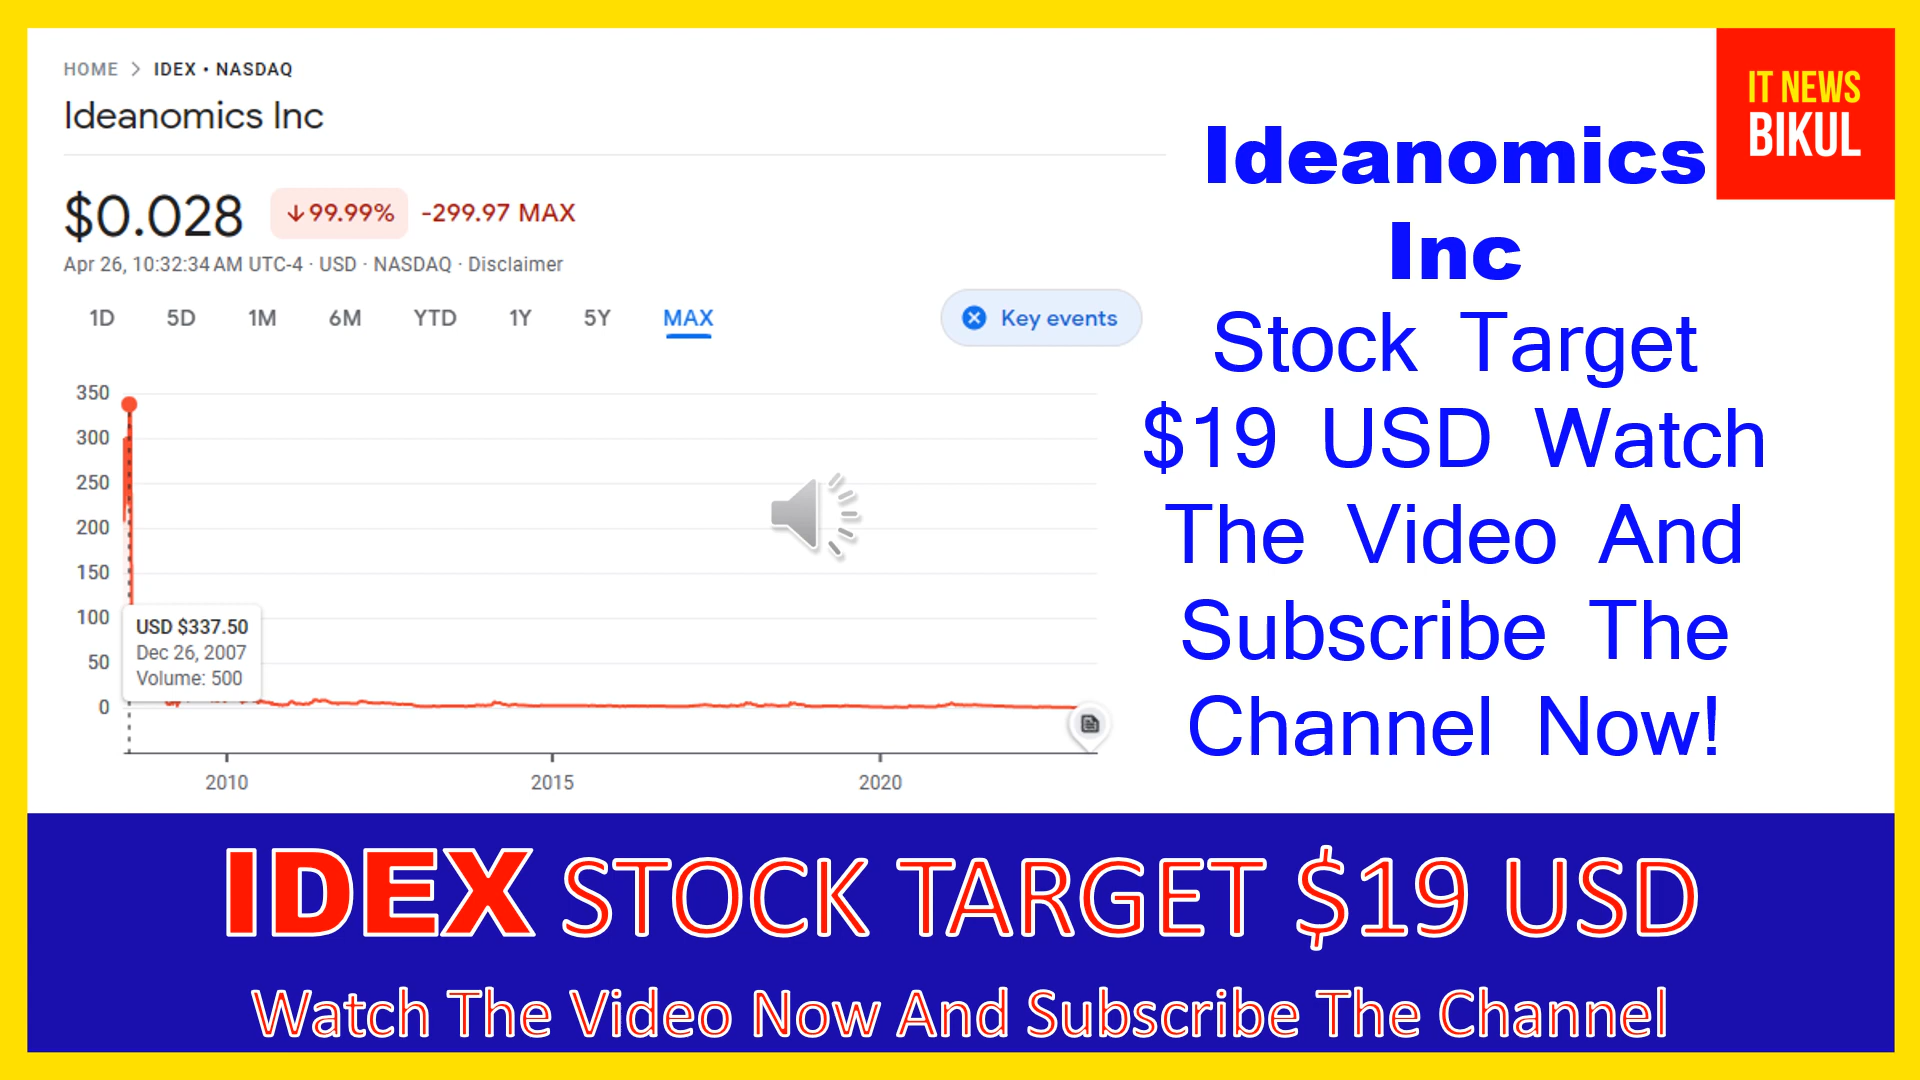 HOME > IDEX • NASDAQ
Ideanomics Inc
$0.028 ↓99.99% -299.97 MAX
Apr 26, 10:32:34 AM UTC-4 · USD · NASDAQ · Disclaimer
1D 5D 1M 6M YTD 1Y 5Y MAX
Key events
350
300
250
200
150
100
50
0
USD $337.50
Dec 26, 2007
Volume: 500
2010 2015 2020
IT NEWS
BIKUL
Ideanomics
Inc
Stock Target
$19 USD Watch
The Video And
Subscribe The
Channel Now!
IDEX STOCK TARGET $19 USD
Watch The Video Now And Subscribe The Channel